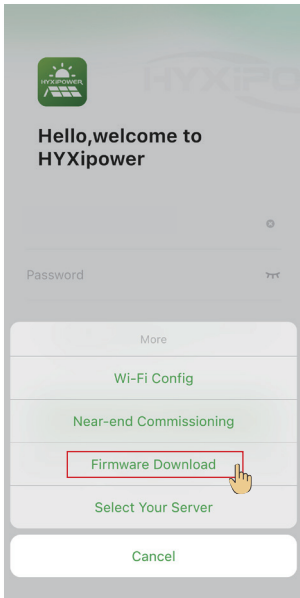 HYXIPOWER
HYXiPO
Hello,welcome to
HYXipower
Password
More
Wi-Fi Config
Near-end Commissioning
Firmware Download
Select Your Server
Cancel